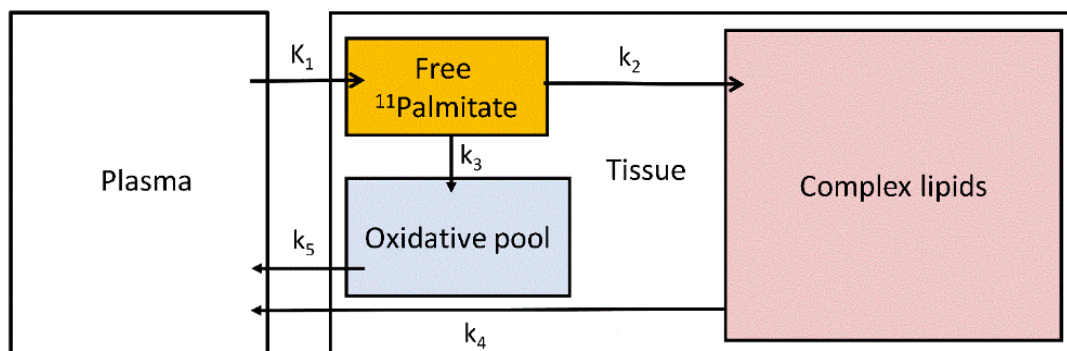 Plasma
K₁
Free
¹¹Palmitate
k₂
k₃
Tissue
Complex lipids
Oxidative pool
k₅
k₄